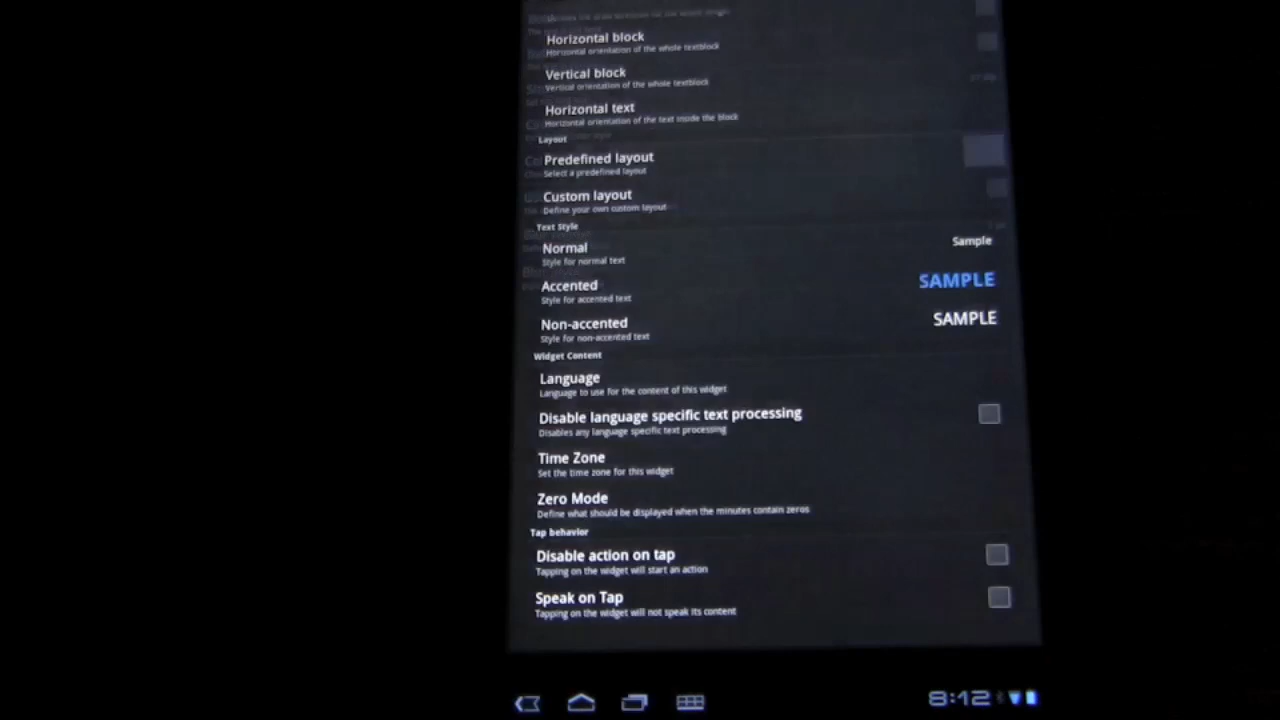 Horizontal block
Horizontal orientation of the whole textblock
Vertical block
Vertical orientation of the whole textblock
Horizontal text
Horizontal orientation of the text inside the block
Layout
Predefined layout
Select a predefined layout
Custom layout
Define your own custom layout
Text Style
Normal
Style for normal text
Sample
Accented
Style for accented text
SAMPLE
Non-accented
Style for non-accented text
SAMPLE
Widget Content
Language
Language to use for the content of this widget
Disable language specific text processing
Disables any language specific text processing
Time Zone
Set the time zone for this widget
Zero Mode
Define what should be displayed when the minutes contain zeros
Tap behavior
Disable action on tap
Tapping on the widget will start an action
Speak on Tap
Tapping on the widget will not speak its content
8:12